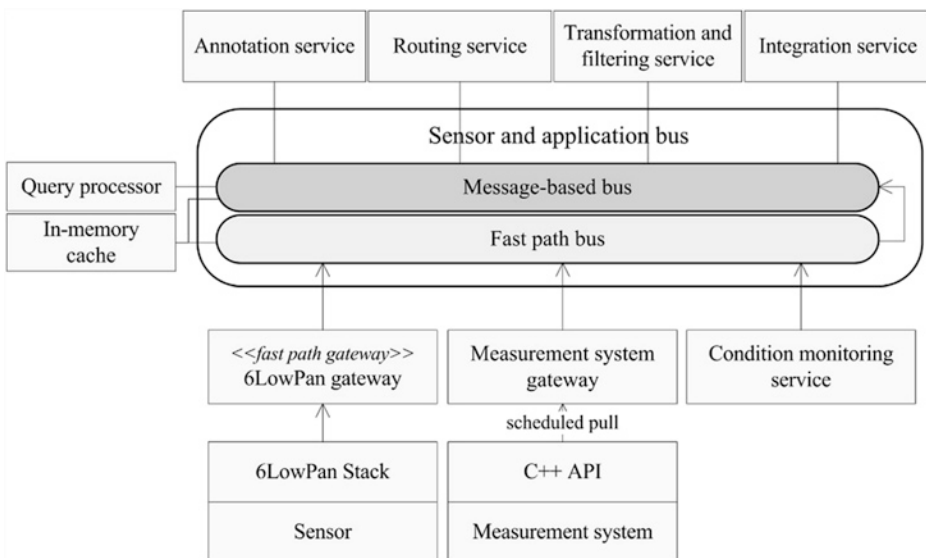 Annotation service
Routing service
Transformation and
filtering service
Integration service
Sensor and application bus
Query processor
Message-based bus
In-memory
cache
Fast path bus
<<fast path gateway>>
6LowPan gateway
Measurement system
gateway
Condition monitoring
service
scheduled pull
6LowPan Stack
C++ API
Sensor
Measurement system